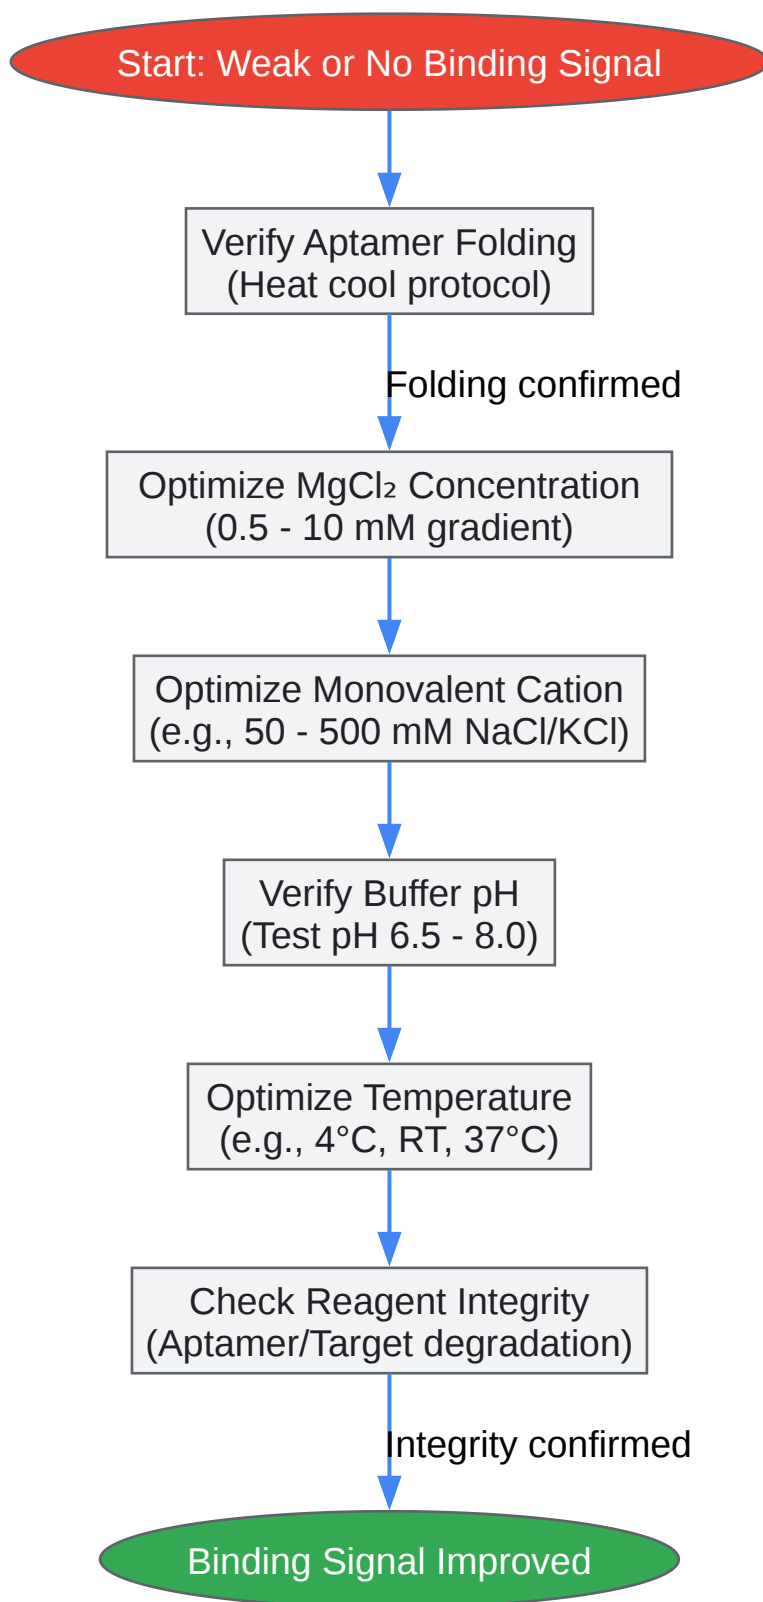 Start: Weak or No Binding Signal
Verify Aptamer Folding
(Heat cool protocol)
Folding confirmed
Optimize MgCl₂ Concentration
(0.5 - 10 mM gradient)
Optimize Monovalent Cation
(e.g., 50 - 500 mM NaCl/KCl)
Verify Buffer pH
(Test pH 6.5 - 8.0)
Optimize Temperature
(e.g., 4°C, RT, 37°C)
Check Reagent Integrity
(Aptamer/Target degradation)
Integrity confirmed
Binding Signal Improved